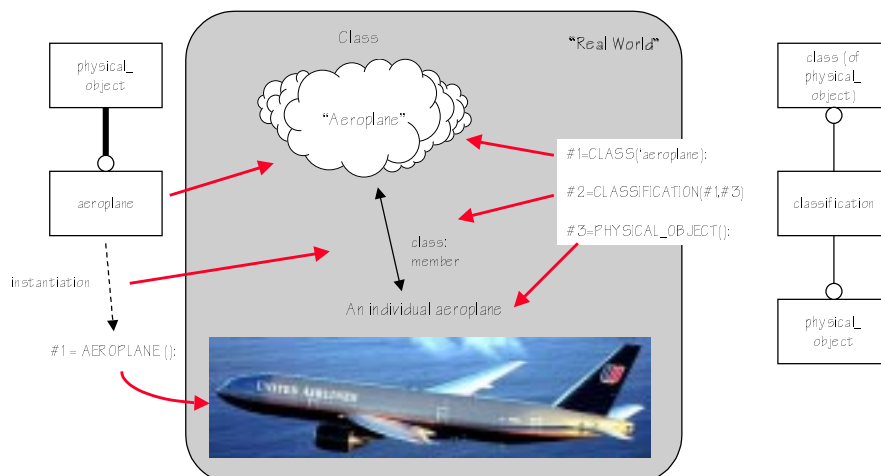 Class
"Real World"
physical_
object
aeroplane
instantiation
#1 = AEROPLANE ();
"Aeroplane"
class:
member
An individual aeroplane
UNITED AIRLINES
#1=CLASS('aeroplane);
#2=CLASSIFICATION(#1,#3)
#3=PHYSICAL_OBJECT();
class (of
physical_
object)
classification
physical_
object